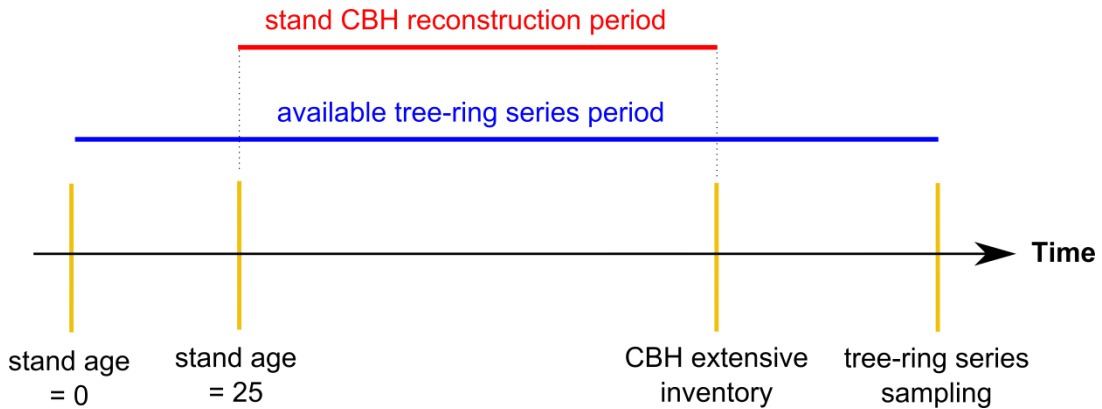 stand CBH reconstruction period
available tree-ring series period
Time
stand age
= 0
stand age
= 25
CBH extensive
inventory
tree-ring series
sampling